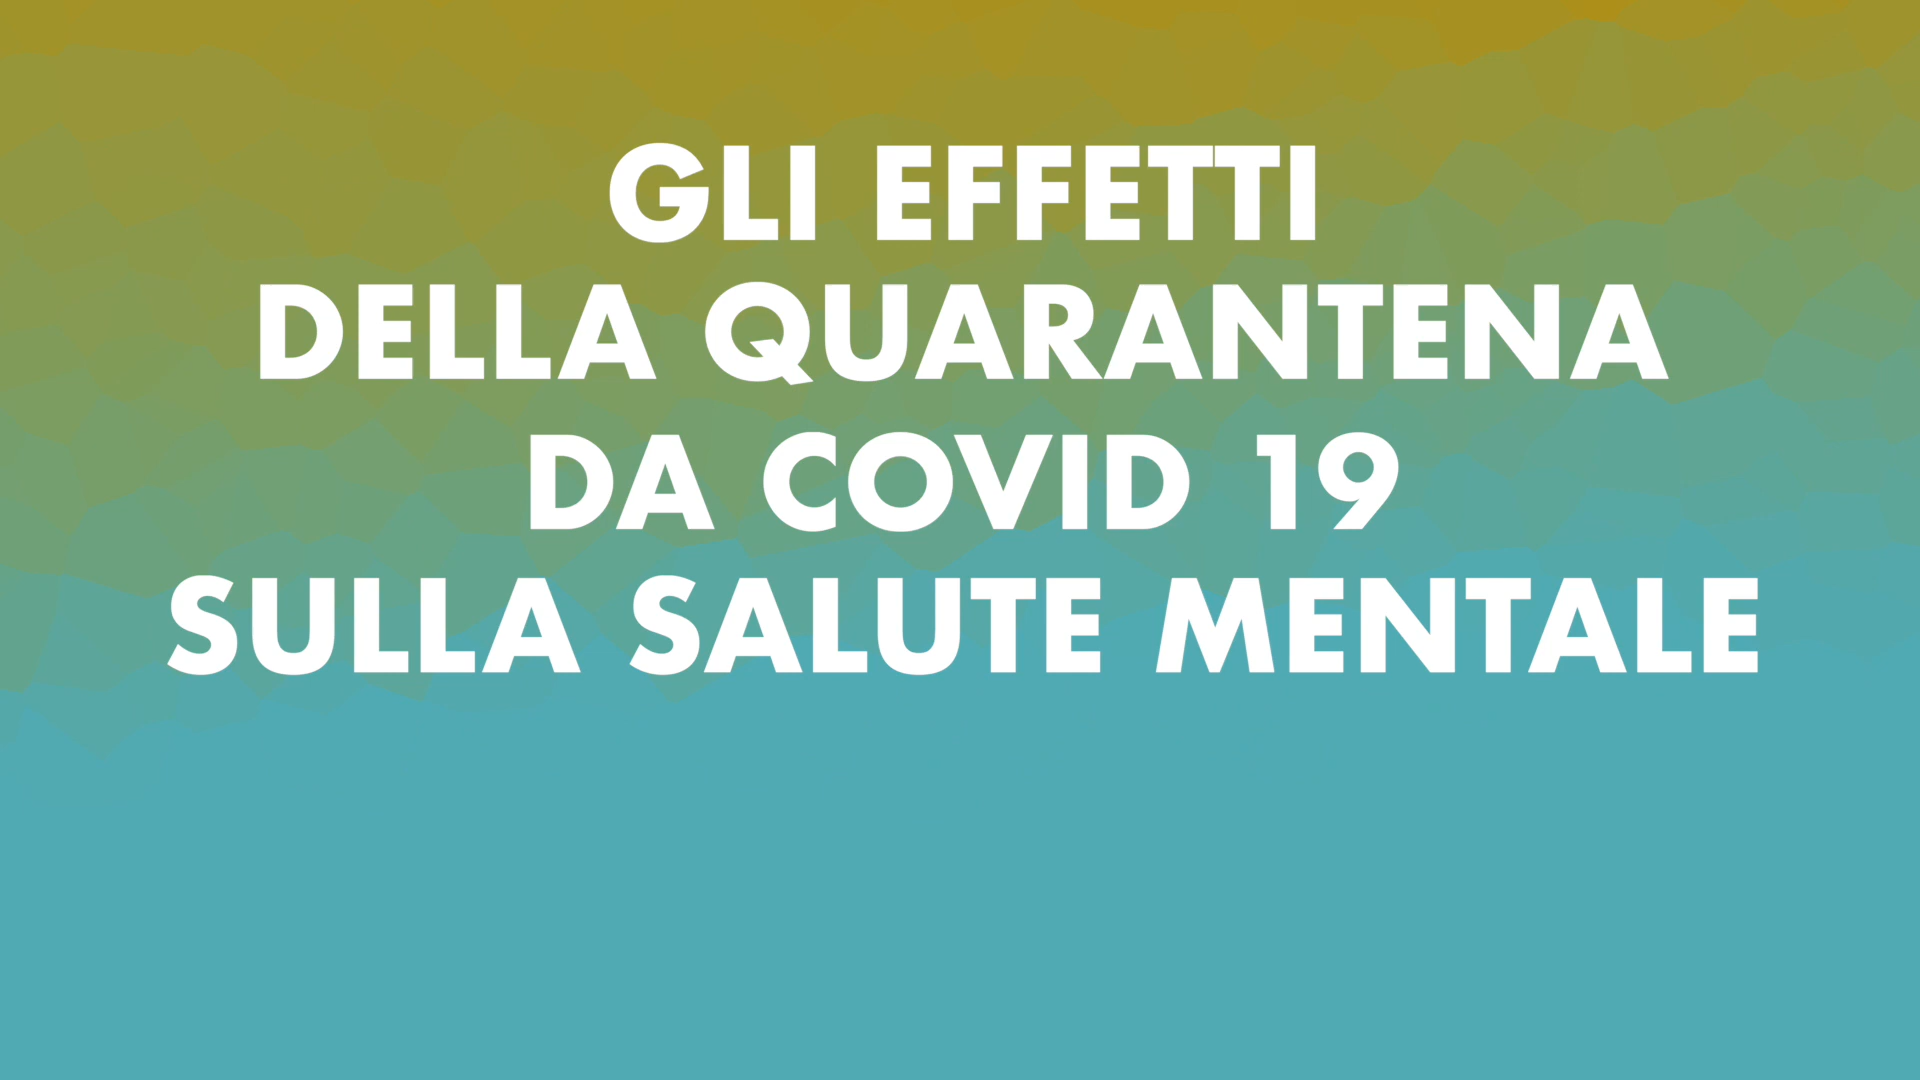 GLI EFFETTI
DELLA QUARANTENA
DA COVID 19
SULLA SALUTE MENTALE